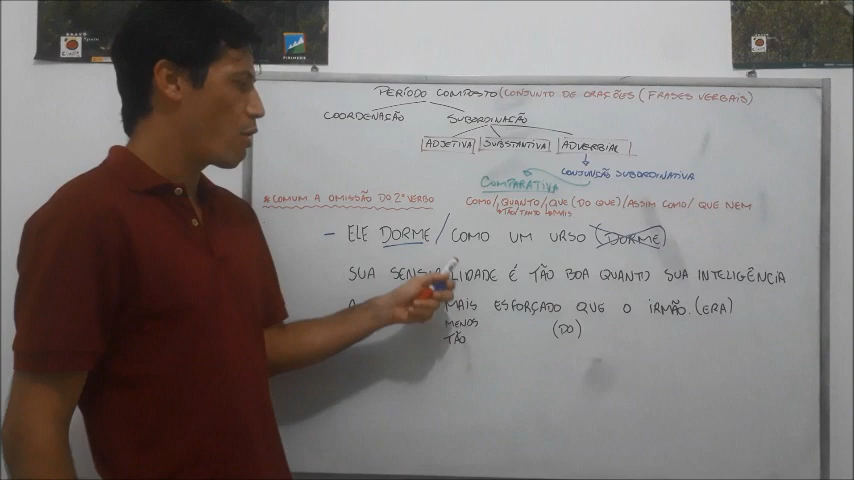 PERÍODO COMPOSTO (CONJUNTO DE ORAÇÕES (FRASES VERBAIS)
COORDENAÇÃO SUBORDINAÇÃO
ADJETIVA SUBSTANTIVA ADVERBIAL
CONJUNÇÃO SUBORDINATIVA
COMPARATIVA
*COMUM A OMISSÃO DO 2º VERBO COMO/QUANTO/QUE (DO QUE)/ASSIM COMO/QUE NEM
TÃO/TANTO MAIS
- ELE DORME / COMO UM URSO (DORME)
SUA SENSIBILIDADE É TÃO BOA QUANTO SUA INTELIGÊNCIA
MAIS ESFORÇADO QUE O IRMÃO. (ERA)
MENOS (DO)
TÃO